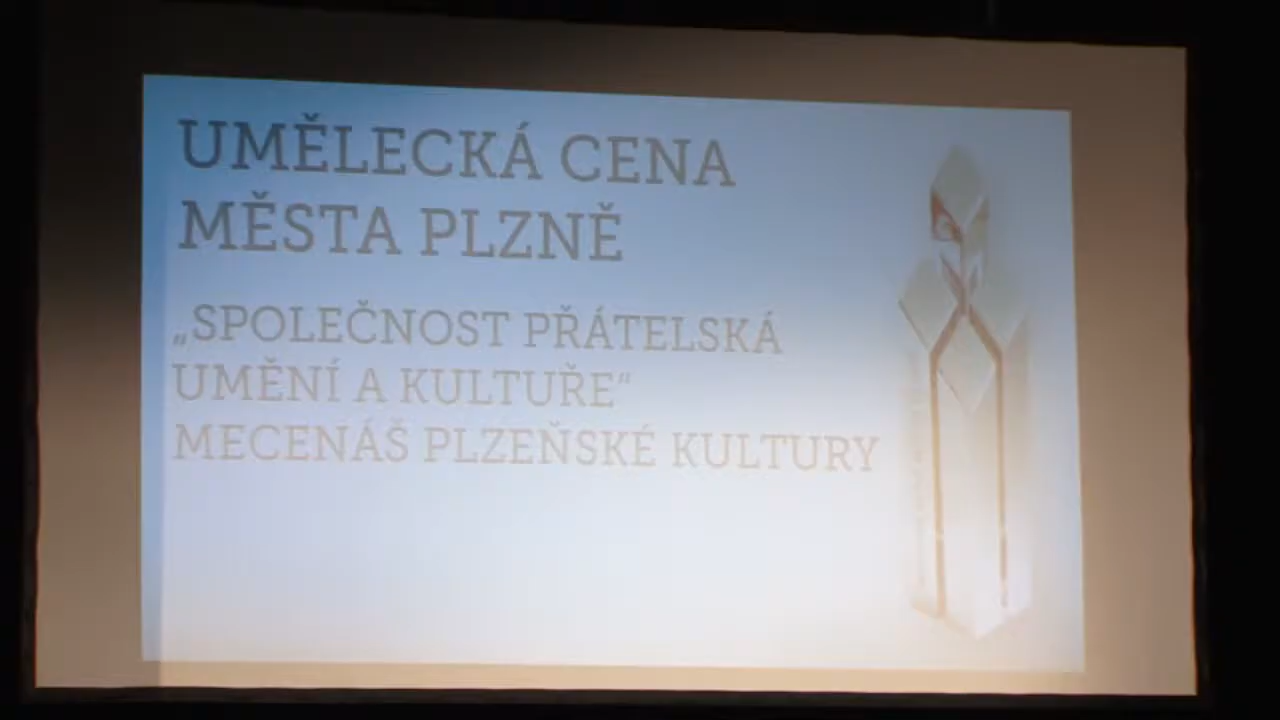 UMĚLECKÁ CENA
MĚSTA PLZNĚ
„SPOLEČNOST PŘÁTELSKÁ
UMĚNÍ A KULTUŘE“
MECENÁŠ PLZEŇSKÉ KULTURY